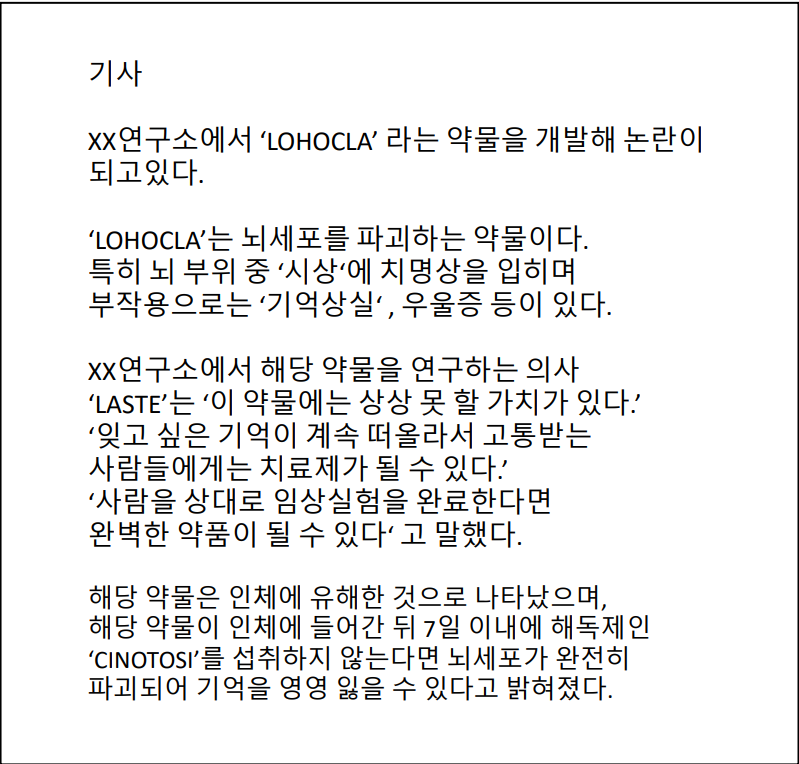 기사
XX연구소에서 ‘LOHOCLA’ 라는 약물을 개발해 논란이
되고있다.
‘LOHOCLA’는 뇌세포를 파괴하는 약물이다.
특히 뇌 부위 중 ‘시상‘에 치명상을 입히며
부작용으로는 ‘기억상실‘ , 우울증 등이 있다.
XX연구소에서 해당 약물을 연구하는 의사
‘LASTE’는 ‘이 약물에는 상상 못 할 가치가 있다.’
‘잊고 싶은 기억이 계속 떠올라서 고통받는
사람들에게는 치료제가 될 수 있다.’
‘사람을 상대로 임상실험을 완료한다면
완벽한 약품이 될 수 있다‘ 고 말했다.
해당 약물은 인체에 유해한 것으로 나타났으며,
해당 약물이 인체에 들어간 뒤 7일 이내에 해독제인
‘CINOTOSI’를 섭취하지 않는다면 뇌세포가 완전히
파괴되어 기억을 영영 잃을 수 있다고 밝혀졌다.